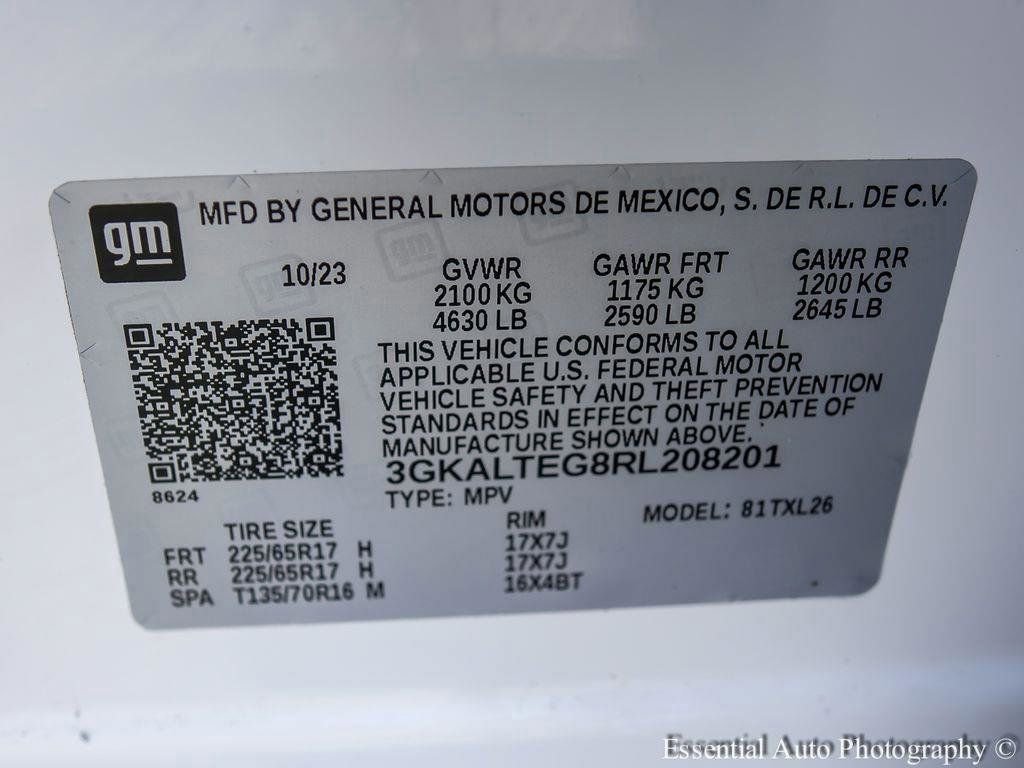 gm
MFD BY GENERAL MOTORS DE MEXICO, S. DE R.L. DE C.V.
10/23 GVWR GAWR FRT GAWR RR
2100 KG 1175 KG 1200 KG
4630 LB 2590 LB 2645 LB
THIS VEHICLE CONFORMS TO ALL
APPLICABLE U.S. FEDERAL MOTOR
VEHICLE SAFETY AND THEFT PREVENTION
STANDARDS IN EFFECT ON THE DATE OF
MANUFACTURE SHOWN ABOVE.
3GKALTEG8RL208201
8624
TYPE: MPV MODEL: 81TXL26
TIRE SIZE RIM
FRT 225/65R17 H 17X7J
RR 225/65R17 H 17X7J
SPA T135/70R16 M 16X4BT
Essential Auto Photography ©